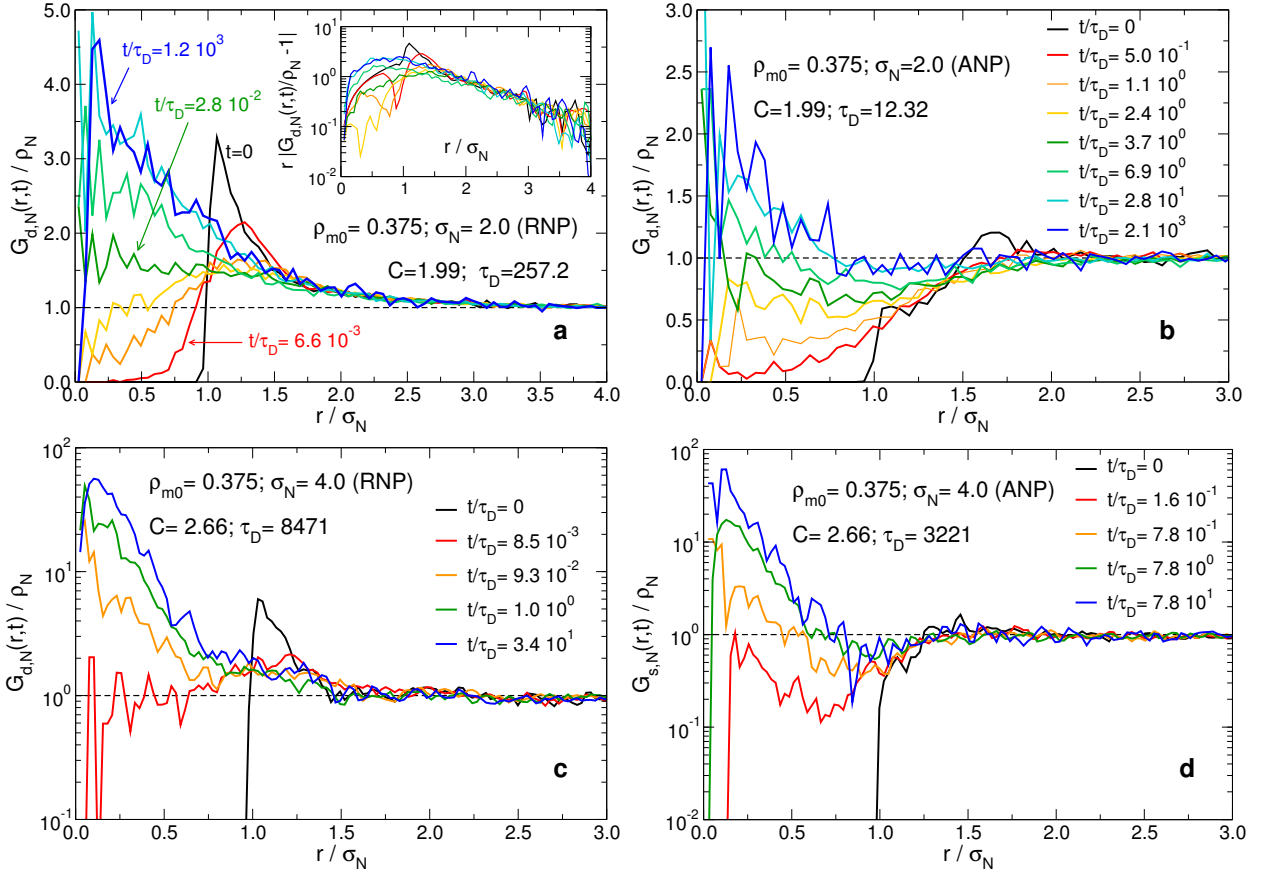 5.0
4.0
3.0
2.0
1.0
0.0
G_{d,N}(r,t) / ρ_N
t/τ_D=1.2 10^3
t/τ_D=2.8 10^-2
t=0
10^1
10^0
10^-1
10^-2
r |G_{d,N}(r,t)/ρ_N -1|
0 1 2 3 4
r / σ_N
ρ_m0 = 0.375; σ_N= 2.0 (RNP)
C=1.99; τ_D=257.2
t/τ_D= 6.6 10^-3
a
0.0 0.5 1.0 1.5 2.0 2.5 3.0 3.5 4.0
r / σ_N
3.0
2.5
2.0
1.5
1.0
0.5
0.0
G_{d,N}(r,t) / ρ_N
ρ_m0 = 0.375; σ_N=2.0 (ANP)
C=1.99; τ_D=12.32
t/τ_D= 0
t/τ_D= 5.0 10^-1
t/τ_D= 1.1 10^0
t/τ_D= 2.4 10^0
t/τ_D= 3.7 10^0
t/τ_D= 6.9 10^0
t/τ_D= 2.8 10^1
t/τ_D= 2.1 10^3
b
0.0 0.5 1.0 1.5 2.0 2.5 3.0
r / σ_N
10^2
10^1
10^0
10^-1
G_{d,N}(r,t) / ρ_N
ρ_m0 = 0.375; σ_N= 4.0 (RNP)
C= 2.66; τ_D= 8471
t/τ_D= 0
t/τ_D= 8.5 10^-3
t/τ_D= 9.3 10^-2
t/τ_D= 1.0 10^0
t/τ_D= 3.4 10^1
c
0.0 0.5 1.0 1.5 2.0 2.5 3.0
r / σ_N
10^2
10^1
10^0
10^-1
10^-2
G_{s,N}(r,t) / ρ_N
ρ_m0 = 0.375; σ_N= 4.0 (ANP)
C= 2.66; τ_D= 3221
t/τ_D= 0
t/τ_D= 1.6 10^-1
t/τ_D= 7.8 10^-1
t/τ_D= 7.8 10^0
t/τ_D= 7.8 10^1
d
0.0 0.5 1.0 1.5 2.0 2.5 3.0
r / σ_N